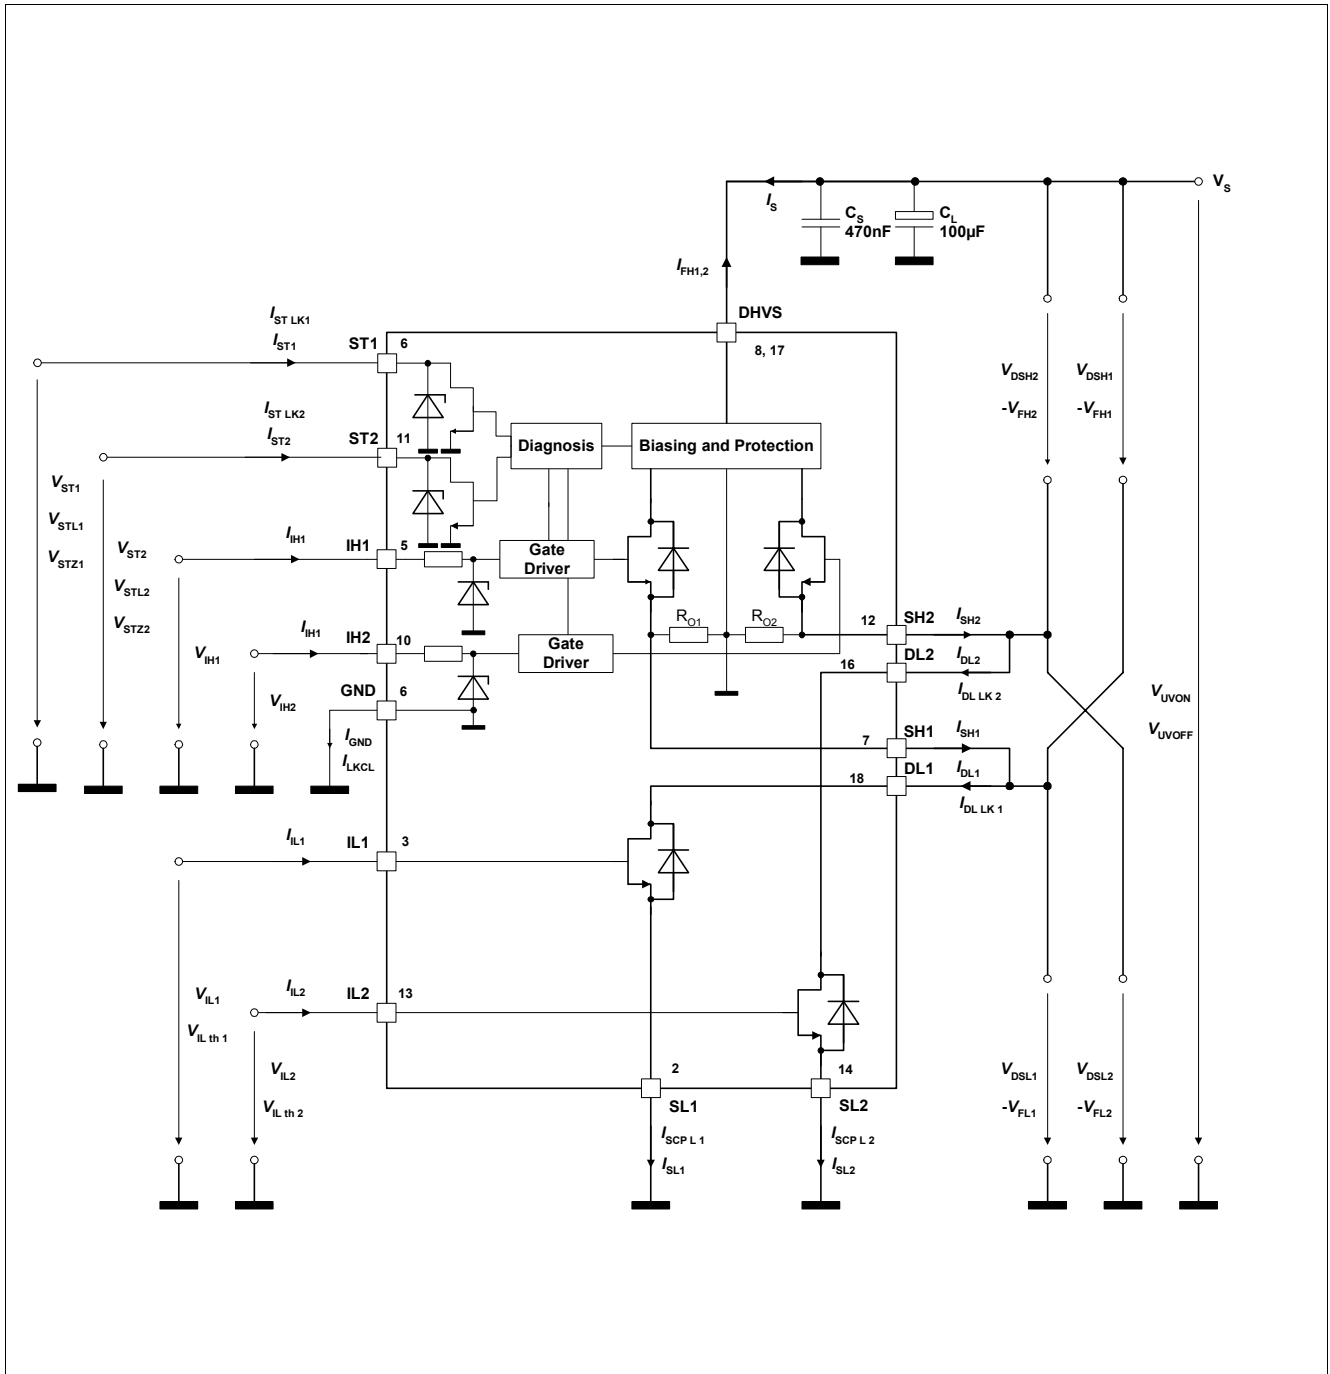 V_S
I_S
C_S
470nF
C_L
100µF
I_FH1,2
DHVS
8, 17
I_ST LK1
I_ST1
ST1
6
V_DSH2
-V_FH2
V_DSH1
-V_FH1
I_ST LK2
I_ST2
ST2
11
Diagnosis
Biasing and Protection
V_ST1
V_STL1
V_STZ1
V_ST2
V_STL2
V_STZ2
I_IH1
IH1
5
Gate
Driver
R_O1
R_O2
12
SH2
I_SH2
I_IH1
IH2
10
Gate
Driver
V_IH1
16
DL2
I_DL2
I_DL LK 2
V_IH2
GND
6
I_GND
I_LKCL
V_UVON
V_UVOFF
7
SH1
I_SH1
18
DL1
I_DL1
I_DL LK 1
I_IL1
IL1
3
V_IL1
V_IL th 1
I_IL2
IL2
13
V_IL2
V_IL th 2
2
SL1
14
SL2
V_DSL1
-V_FL1
V_DSL2
-V_FL2
I_SCP L 1
I_SL1
I_SCP L 2
I_SL2